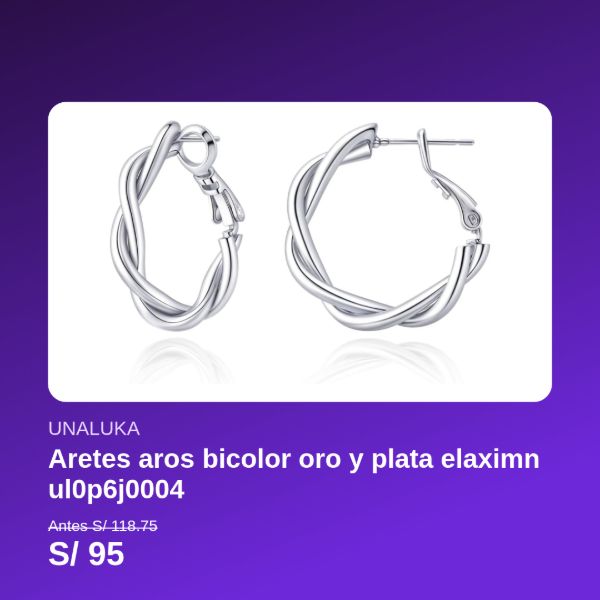 UNALUKA
Aretes aros bicolor oro y plata elaximn
ul0p6j0004
Antes S/ 118.75
S/ 95